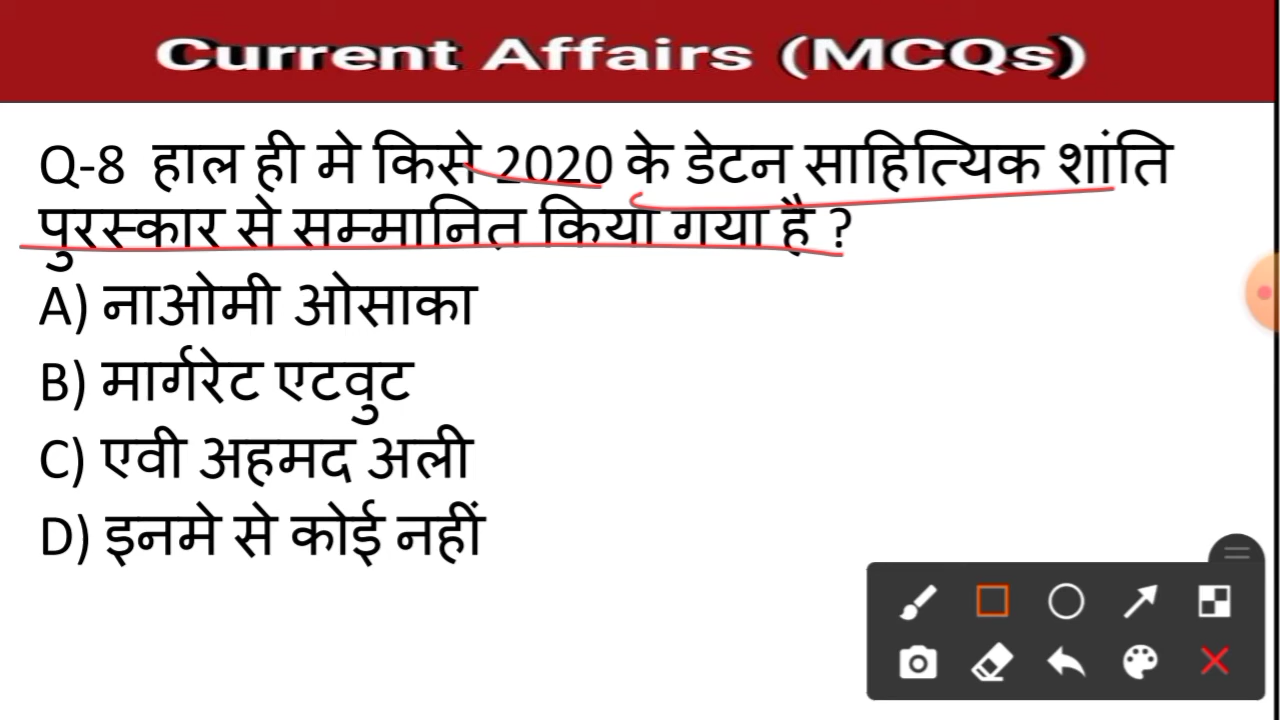 Current Affairs (MCQs)
Q-8 हाल ही मे किसे 2020 के डेटन साहित्यिक शांति
पुरस्कार से सम्मानित किया गया है ?
A) नाओमी ओसाका
B) मार्गरेट एटवुट
C) एवी अहमद अली
D) इनमे से कोई नहीं